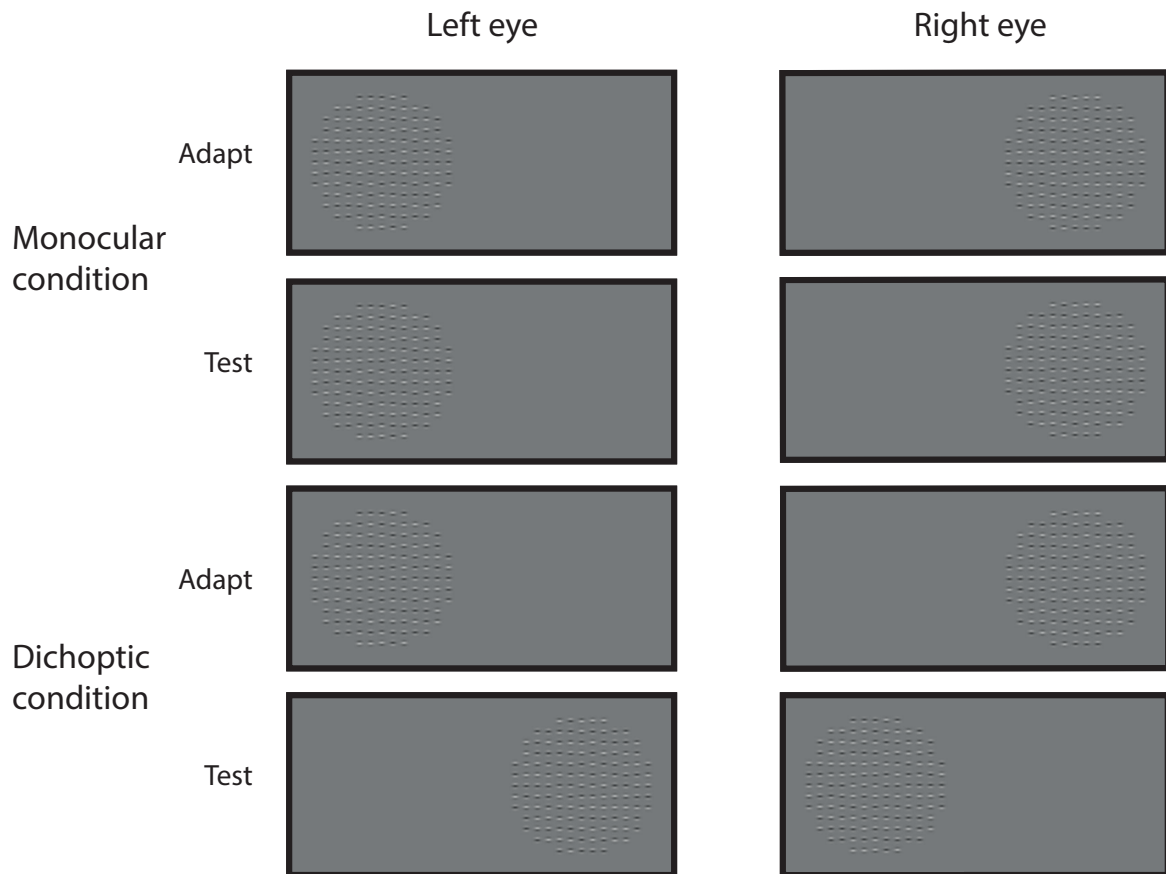 Left eye
Right eye
Adapt
Monocular
condition
Test
Adapt
Dichoptic
condition
Test